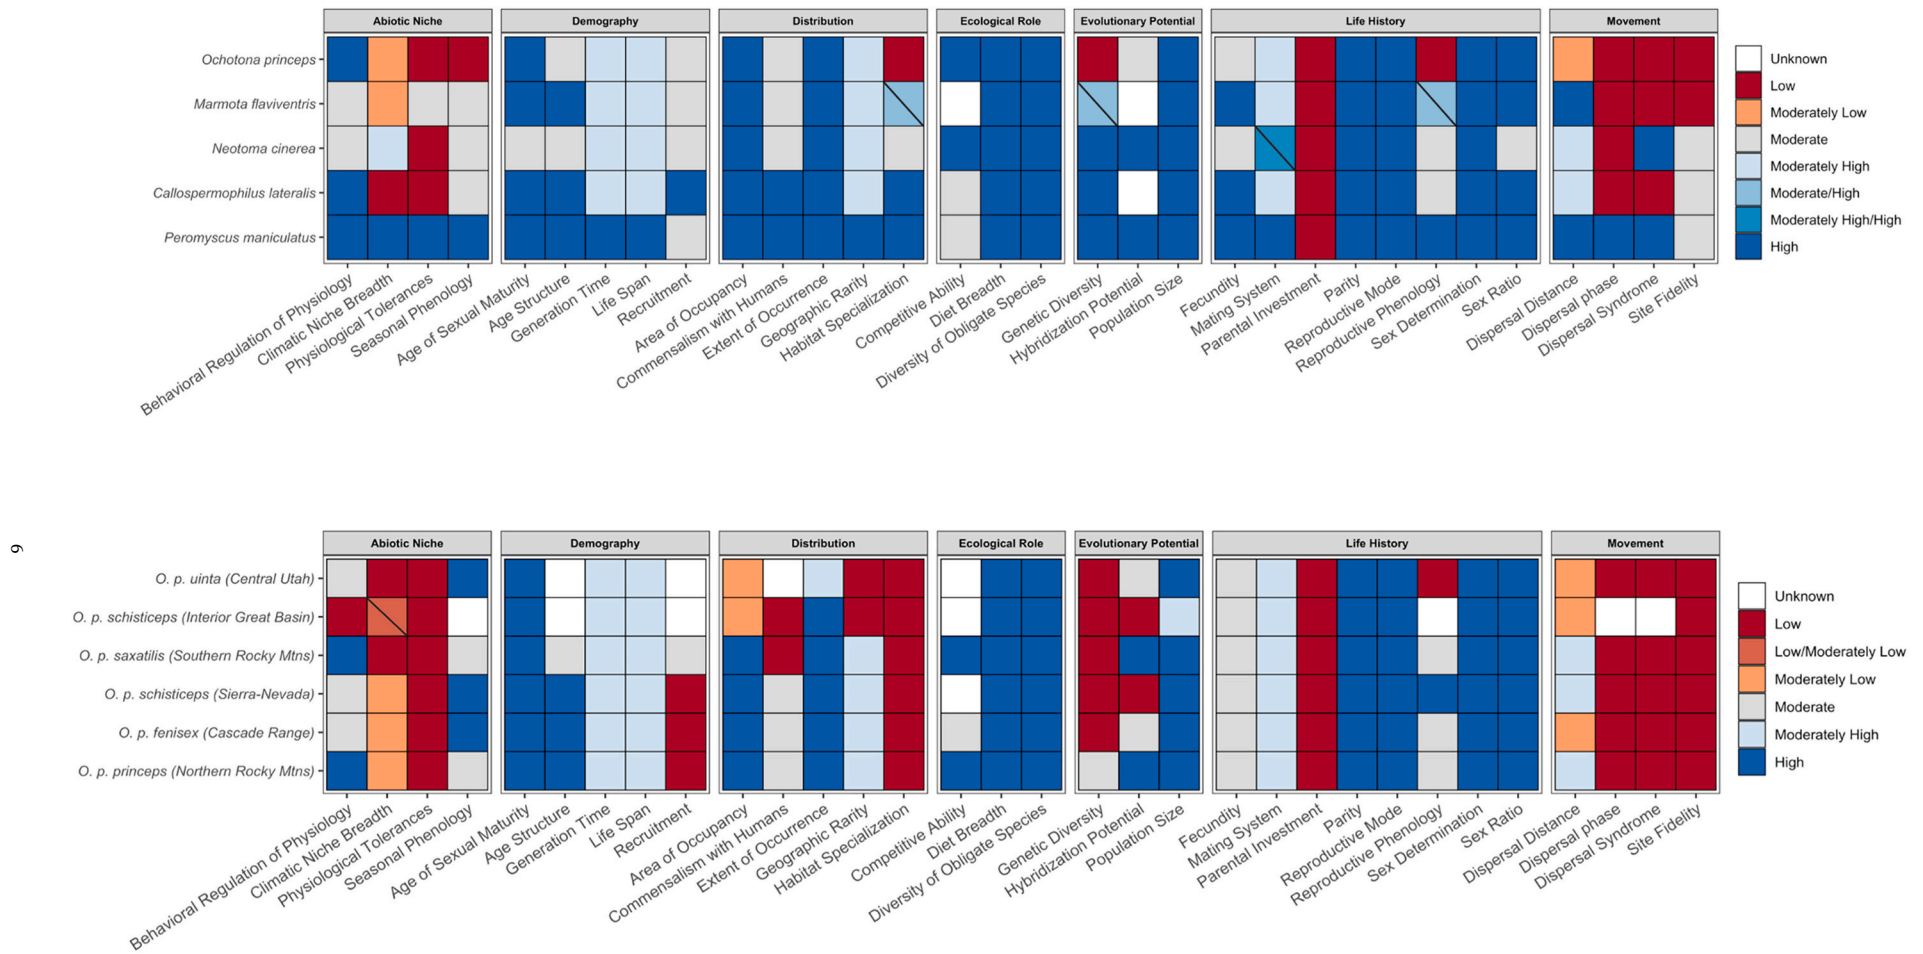 Abiotic Niche
Demography
Distribution
Ecological Role
Evolutionary Potential
Life History
Movement
Ochotona princeps
Marmota flaviventris
Neotoma cinerea
Callospermophilus lateralis
Peromyscus maniculatus
Unknown
Low
Moderately Low
Moderate
Moderately High
Moderate/High
Moderately High/High
High
Behavioral Regulation of Physiology
Climatic Niche Breadth
Physiological Tolerances
Seasonal Phenology
Age of Sexual Maturity
Age Structure
Generation Time
Life Span
Recruitment
Area of Occupancy
Commensalism with Humans
Extent of Occurrence
Geographic Rarity
Habitat Specialization
Competitive Ability
Diet Breadth
Diversity of Obligate Species
Genetic Diversity
Hybridization Potential
Population Size
Fecundity
Mating System
Parental Investment
Parity
Reproductive Mode
Reproductive Phenology
Sex Determination
Sex Ratio
Dispersal Distance
Dispersal phase
Dispersal Syndrome
Site Fidelity
9
Abiotic Niche
Demography
Distribution
Ecological Role
Evolutionary Potential
Life History
Movement
O. p. uinta (Central Utah)
O. p. schisticeps (Interior Great Basin)
O. p. saxatilis (Southern Rocky Mtns)
O. p. schisticeps (Sierra-Nevada)
O. p. fenisex (Cascade Range)
O. p. princeps (Northern Rocky Mtns)
Unknown
Low
Low/Moderately Low
Moderately Low
Moderate
Moderately High
High
Behavioral Regulation of Physiology
Climatic Niche Breadth
Physiological Tolerances
Seasonal Phenology
Age of Sexual Maturity
Age Structure
Generation Time
Life Span
Recruitment
Area of Occupancy
Commensalism with Humans
Extent of Occurrence
Geographic Rarity
Habitat Specialization
Competitive Ability
Diet Breadth
Diversity of Obligate Species
Genetic Diversity
Hybridization Potential
Population Size
Fecundity
Mating System
Parental Investment
Parity
Reproductive Mode
Reproductive Phenology
Sex Determination
Sex Ratio
Dispersal Distance
Dispersal phase
Dispersal Syndrome
Site Fidelity